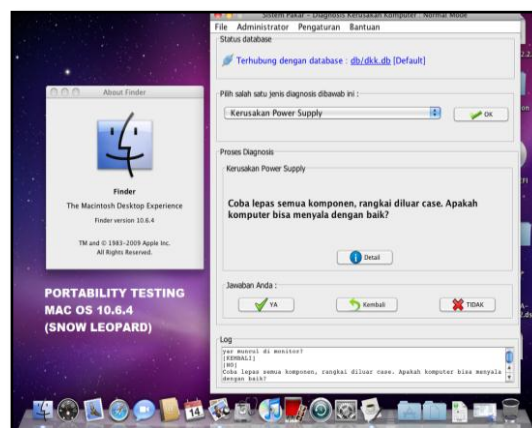 Sistem Pakar - Diagnosis Kerusakan Komputer : Normal Mode
File Administrator Pengaturan Bantuan
Status database
Terhubung dengan database : db/dkk.db [Default]
Pilih salah satu jenis diagnosis dibawah ini :
Kerusakan Power Supply
OK
Proses Diagnosis
Kerusakan Power Supply
Coba lepas semua komponen, rangkai diluar case. Apakah
komputer bisa menyala dengan baik?
Detail
Jawaban Anda :
YA
Kembali
TIDAK
Log
yar muncul di monitor?
[KEMBALI]
[NO]
Coba lepas semua komponen, rangkai diluar case. Apakah komputer bisa menyala
dengan baik?
About Finder
Finder
The Macintosh Desktop Experience
Finder version 10.6.4
TM and © 1983-2009 Apple Inc.
All Rights Reserved.
PORTABILITY TESTING
MAC OS 10.6.4
(SNOW LEOPARD)
14